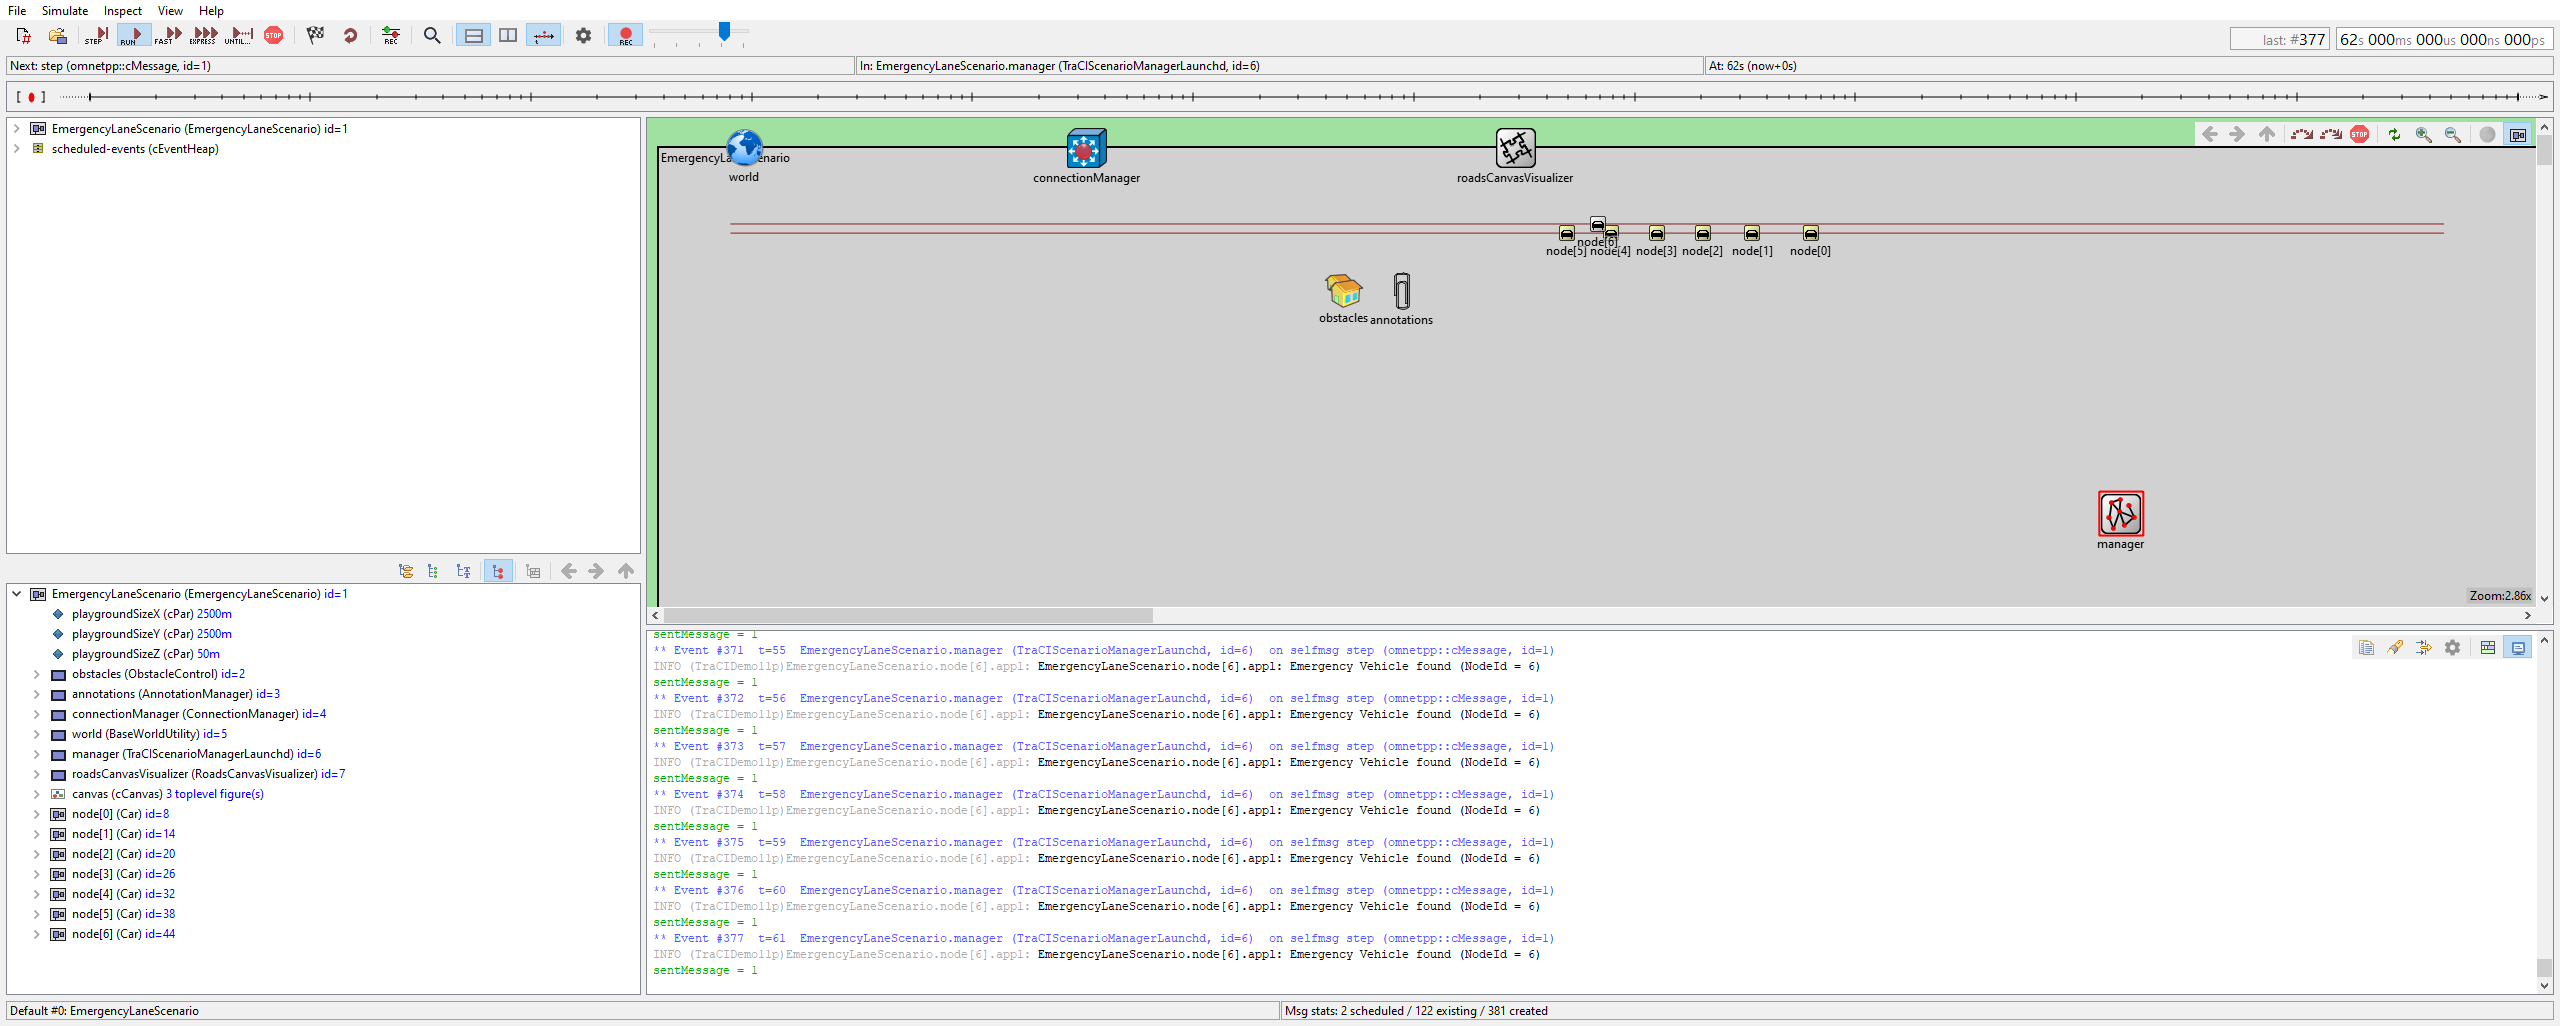 File Simulate Inspect View Help
STEP RUN FAST EXPRESS UNTIL... STOP REC REC
last: #377 62s 000ms 000us 000ns 000ps
Next: step (omnetpp::cMessage, id=1) In: EmergencyLaneScenario.manager (TraCIScenarioManagerLaunchd, id=6) At: 62s (now+0s)
EmergencyLaneScenario (EmergencyLaneScenario) id=1
scheduled-events (cEventHeap)
EmergencyLaneScenario (EmergencyLaneScenario) id=1
playgroundSizeX (cPar) 2500m
playgroundSizeY (cPar) 2500m
playgroundSizeZ (cPar) 50m
obstacles (ObstacleControl) id=2
annotations (AnnotationManager) id=3
connectionManager (ConnectionManager) id=4
world (BaseWorldUtility) id=5
manager (TraCIScenarioManagerLaunchd) id=6
roadsCanvasVisualizer (RoadsCanvasVisualizer) id=7
canvas (cCanvas) 3 toplevel figure(s)
node[0] (Car) id=8
node[1] (Car) id=14
node[2] (Car) id=20
node[3] (Car) id=26
node[4] (Car) id=32
node[5] (Car) id=38
node[6] (Car) id=44
STOP
world connectionManager roadsCanvasVisualizer
node[6]
node[5] node[4] node[3] node[2] node[1] node[0]
obstacles annotations
manager
Zoom:2.86x
sentMessage = 1
** Event #371 t=55 EmergencyLaneScenario.manager (TraCIScenarioManagerLaunchd, id=6) on selfmsg step (omnetpp::cMessage, id=1)
INFO (TraCIDemo11p)EmergencyLaneScenario.node[6].appl: EmergencyLaneScenario.node[6].appl: Emergency Vehicle found (NodeId = 6)
sentMessage = 1
** Event #372 t=56 EmergencyLaneScenario.manager (TraCIScenarioManagerLaunchd, id=6) on selfmsg step (omnetpp::cMessage, id=1)
INFO (TraCIDemo11p)EmergencyLaneScenario.node[6].appl: EmergencyLaneScenario.node[6].appl: Emergency Vehicle found (NodeId = 6)
sentMessage = 1
** Event #373 t=57 EmergencyLaneScenario.manager (TraCIScenarioManagerLaunchd, id=6) on selfmsg step (omnetpp::cMessage, id=1)
INFO (TraCIDemo11p)EmergencyLaneScenario.node[6].appl: EmergencyLaneScenario.node[6].appl: Emergency Vehicle found (NodeId = 6)
sentMessage = 1
** Event #374 t=58 EmergencyLaneScenario.manager (TraCIScenarioManagerLaunchd, id=6) on selfmsg step (omnetpp::cMessage, id=1)
INFO (TraCIDemo11p)EmergencyLaneScenario.node[6].appl: EmergencyLaneScenario.node[6].appl: Emergency Vehicle found (NodeId = 6)
sentMessage = 1
** Event #375 t=59 EmergencyLaneScenario.manager (TraCIScenarioManagerLaunchd, id=6) on selfmsg step (omnetpp::cMessage, id=1)
INFO (TraCIDemo11p)EmergencyLaneScenario.node[6].appl: EmergencyLaneScenario.node[6].appl: Emergency Vehicle found (NodeId = 6)
sentMessage = 1
** Event #376 t=60 EmergencyLaneScenario.manager (TraCIScenarioManagerLaunchd, id=6) on selfmsg step (omnetpp::cMessage, id=1)
INFO (TraCIDemo11p)EmergencyLaneScenario.node[6].appl: EmergencyLaneScenario.node[6].appl: Emergency Vehicle found (NodeId = 6)
sentMessage = 1
** Event #377 t=61 EmergencyLaneScenario.manager (TraCIScenarioManagerLaunchd, id=6) on selfmsg step (omnetpp::cMessage, id=1)
INFO (TraCIDemo11p)EmergencyLaneScenario.node[6].appl: EmergencyLaneScenario.node[6].appl: Emergency Vehicle found (NodeId = 6)
sentMessage = 1
Default #0: EmergencyLaneScenario Msg stats: 2 scheduled / 122 existing / 381 created